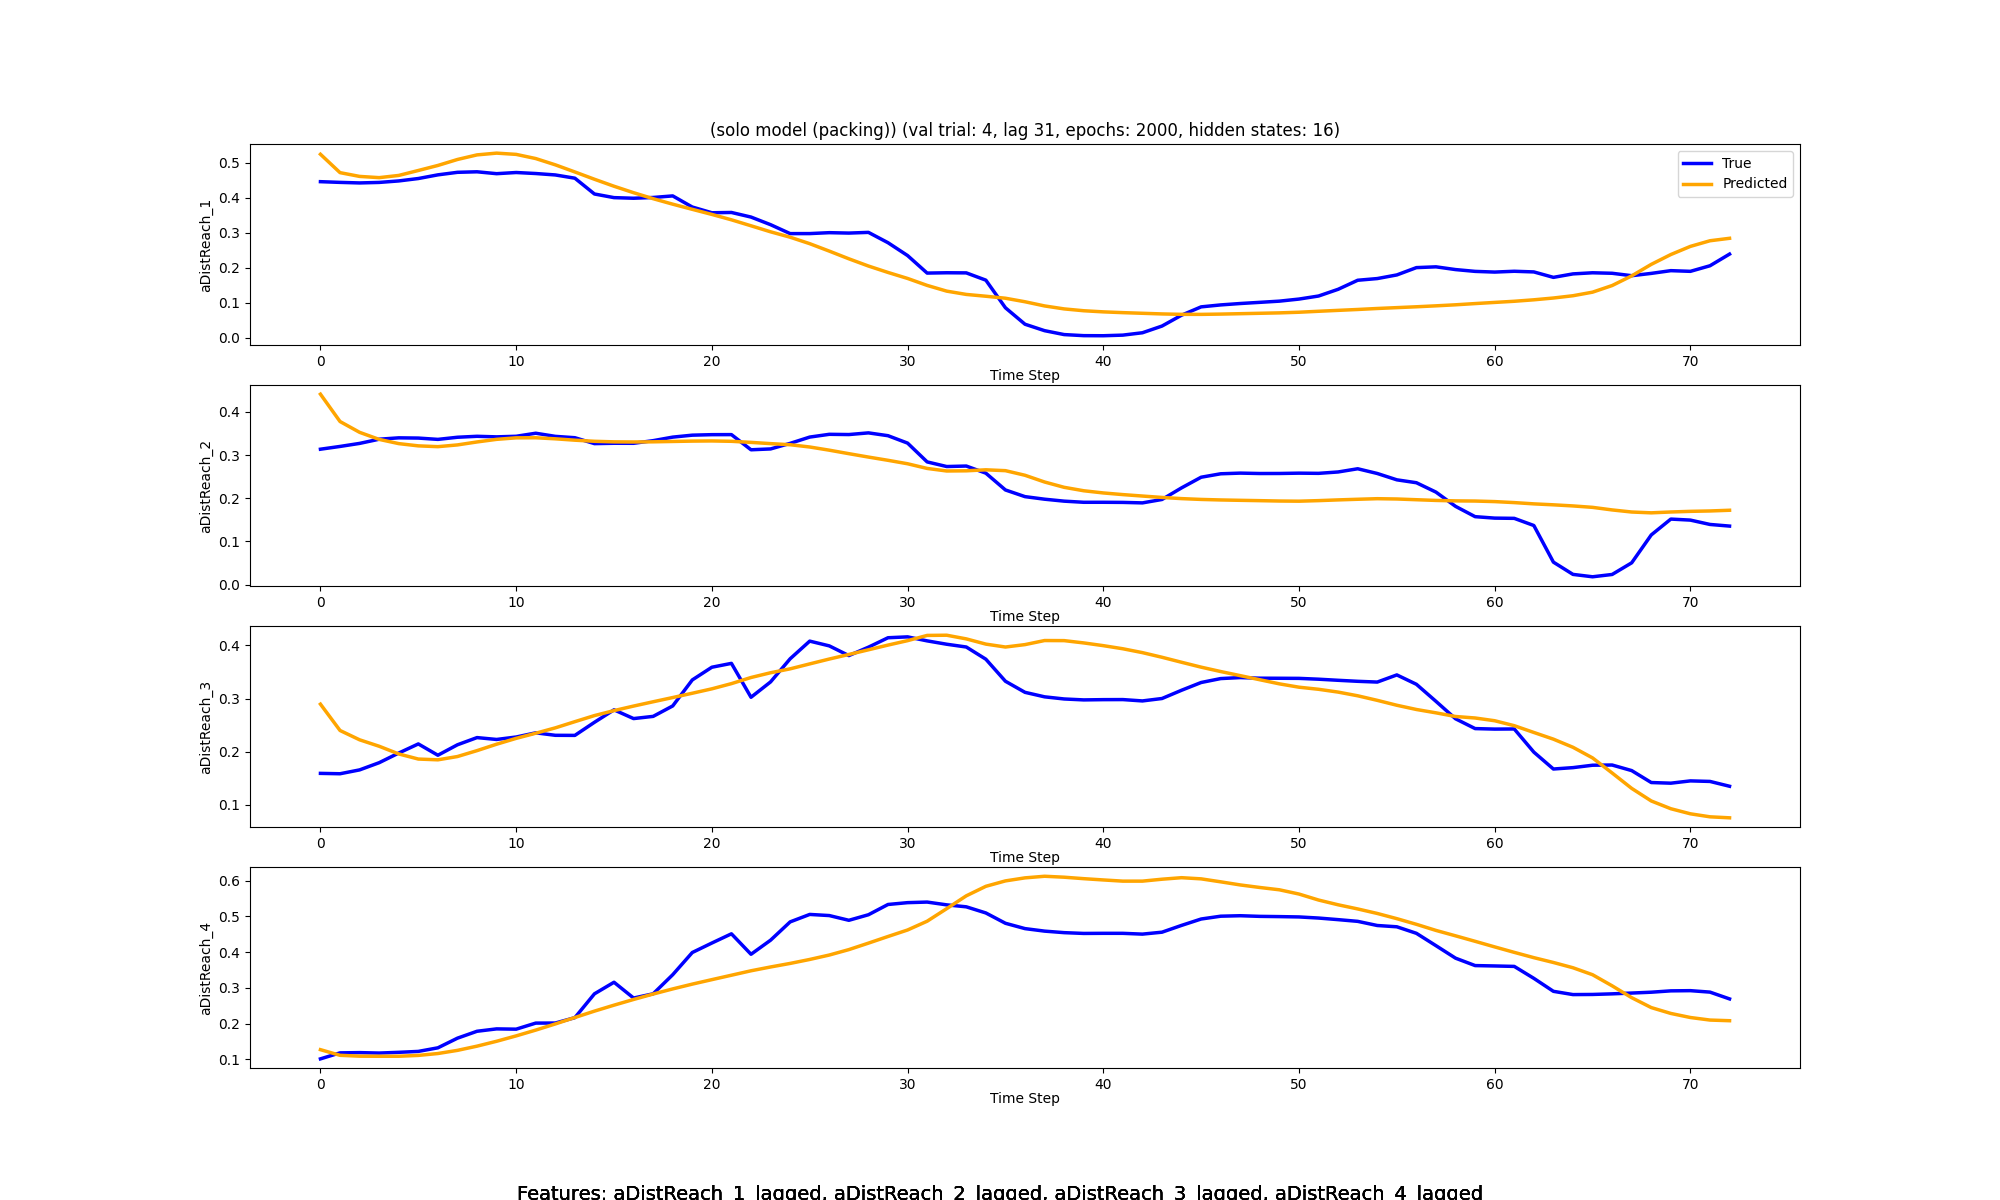 (solo model (packing)) (val trial: 4, lag 31, epochs: 2000, hidden states: 16)
True
Predicted
aDistReach_1
0.5
0.4
0.3
0.2
0.1
0.0
0 10 20 30 40 50 60 70
Time Step
aDistReach_2
0.4
0.3
0.2
0.1
0.0
0 10 20 30 40 50 60 70
Time Step
aDistReach_3
0.4
0.3
0.2
0.1
0 10 20 30 40 50 60 70
Time Step
aDistReach_4
0.6
0.5
0.4
0.3
0.2
0.1
0 10 20 30 40 50 60 70
Time Step
Features: aDistReach_1_lagged, aDistReach_2_lagged, aDistReach_3_lagged, aDistReach_4_lagged